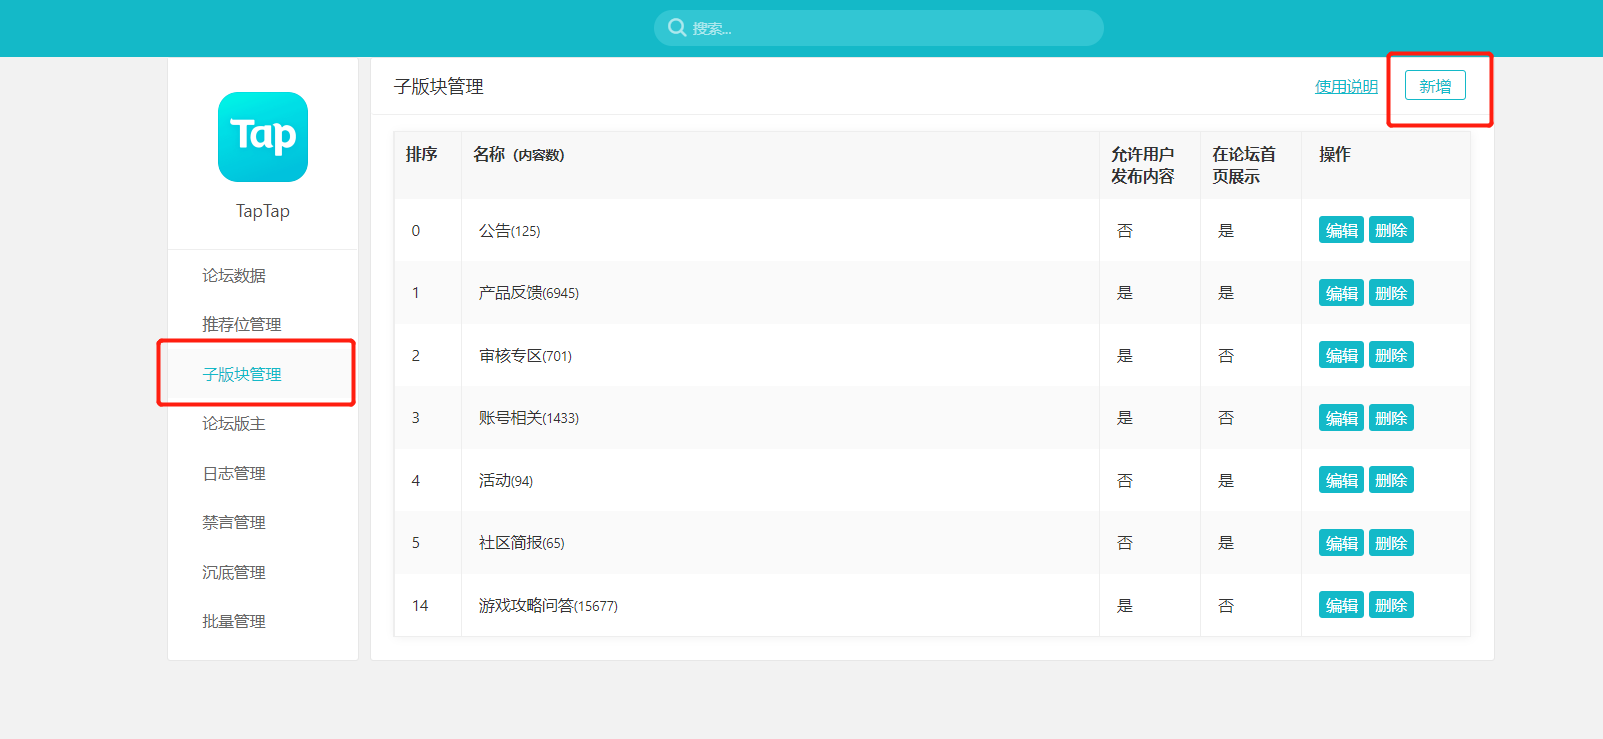 搜索...
Tap
TapTap
论坛数据
推荐位管理
子版块管理
论坛版主
日志管理
禁言管理
沉底管理
批量管理
子版块管理 使用说明 新增
排序 名称（内容数） 允许用户发布内容 在论坛首页展示 操作
0 公告(125) 否 是 编辑 删除
1 产品反馈(6945) 是 是 编辑 删除
2 审核专区(701) 是 否 编辑 删除
3 账号相关(1433) 是 否 编辑 删除
4 活动(94) 否 是 编辑 删除
5 社区简报(65) 否 是 编辑 删除
14 游戏攻略问答(15677) 是 否 编辑 删除